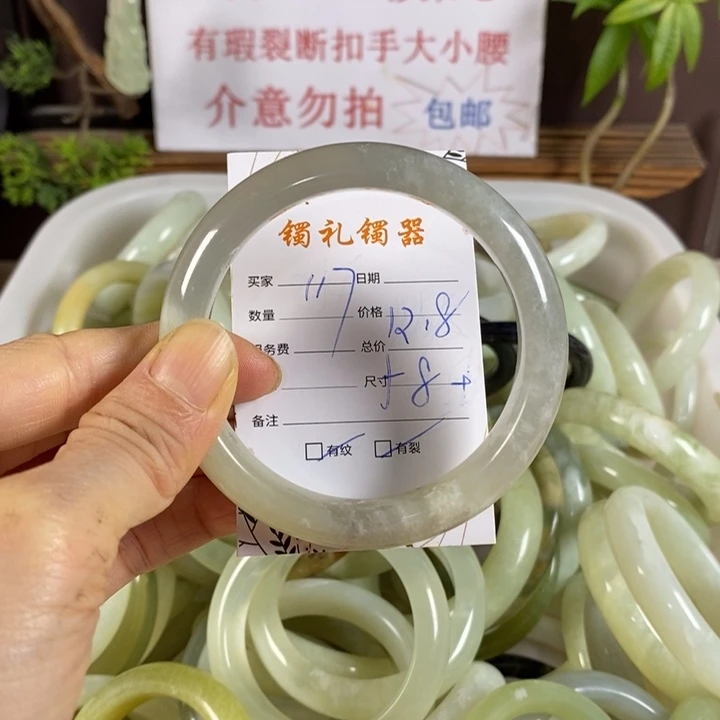 有瑕裂断扣手大小腰
介意勿拍 包邮
镯礼镯器
买家 117 日期
数量 价格 12.8
务费 总价
尺寸 58+
备注
有纹 有裂